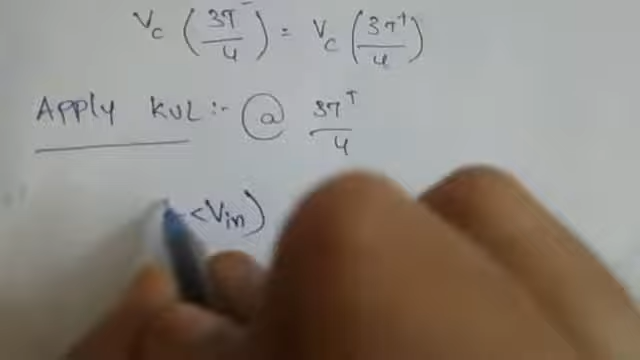 Vc (3T⁻/4) = Vc (3T⁺/4)
Apply KVL:- @ 3T⁺/4
<Vin)